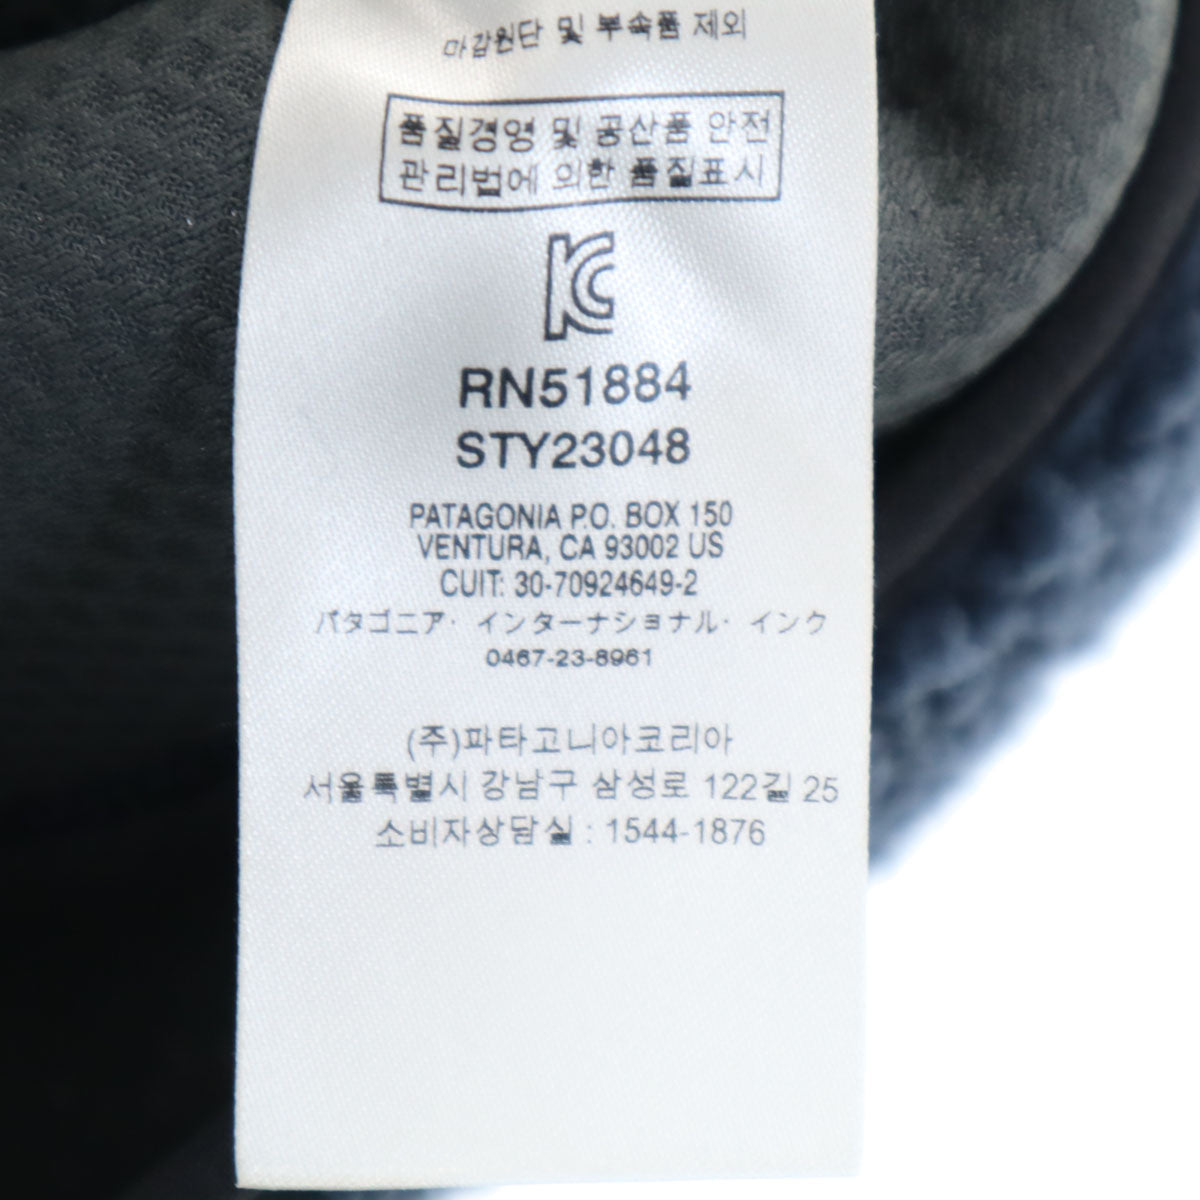 마감원단 및 부속품 제외
품질경영 및 공산품 안전
관리법에 의한 품질표시
KC
RN51884
STY23048
PATAGONIA P.O. BOX 150
VENTURA, CA 93002 US
CUIT: 30-70924649-2
パタゴニア・インターナショナル・インク
0467-23-8961
(주)파타고니아코리아
서울특별시 강남구 삼성로 122길 25
소비자상담실 : 1544-1876